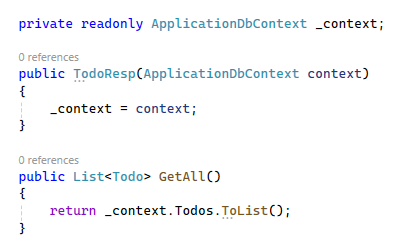 private readonly ApplicationDbContext _context;
0 references
public TodoResp(ApplicationDbContext context)
{
_context = context;
}
0 references
public List<Todo> GetAll()
{
return _context.Todos.ToList();
}